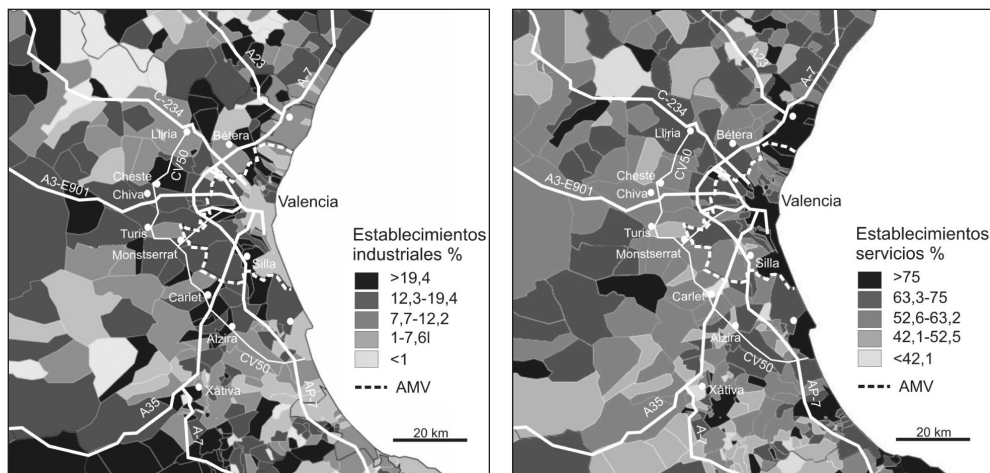 A23
A-7
C-234
Llíria
Bétera
CV50
Cheste
A3-E901
Chiva
Valencia
Turis
Monstserrat
Silla
Carlet
Alzira
CV50
Xàtiva
A35
A-7
AP-7
Establecimientos
industriales %
>19,4
12,3-19,4
7,7-12,2
1-7,6l
<1
AMV
20 km
A23
A-7
C-234
Llíria
Bétera
CV50
Cheste
A3-E901
Chiva
Valencia
Turis
Monstserrat
Silla
Carlet
Alzira
CV50
Xàtiva
A35
AP-7
Establecimientos
servicios %
>75
63,3-75
52,6-63,2
42,1-52,5
<42,1
AMV
20 km